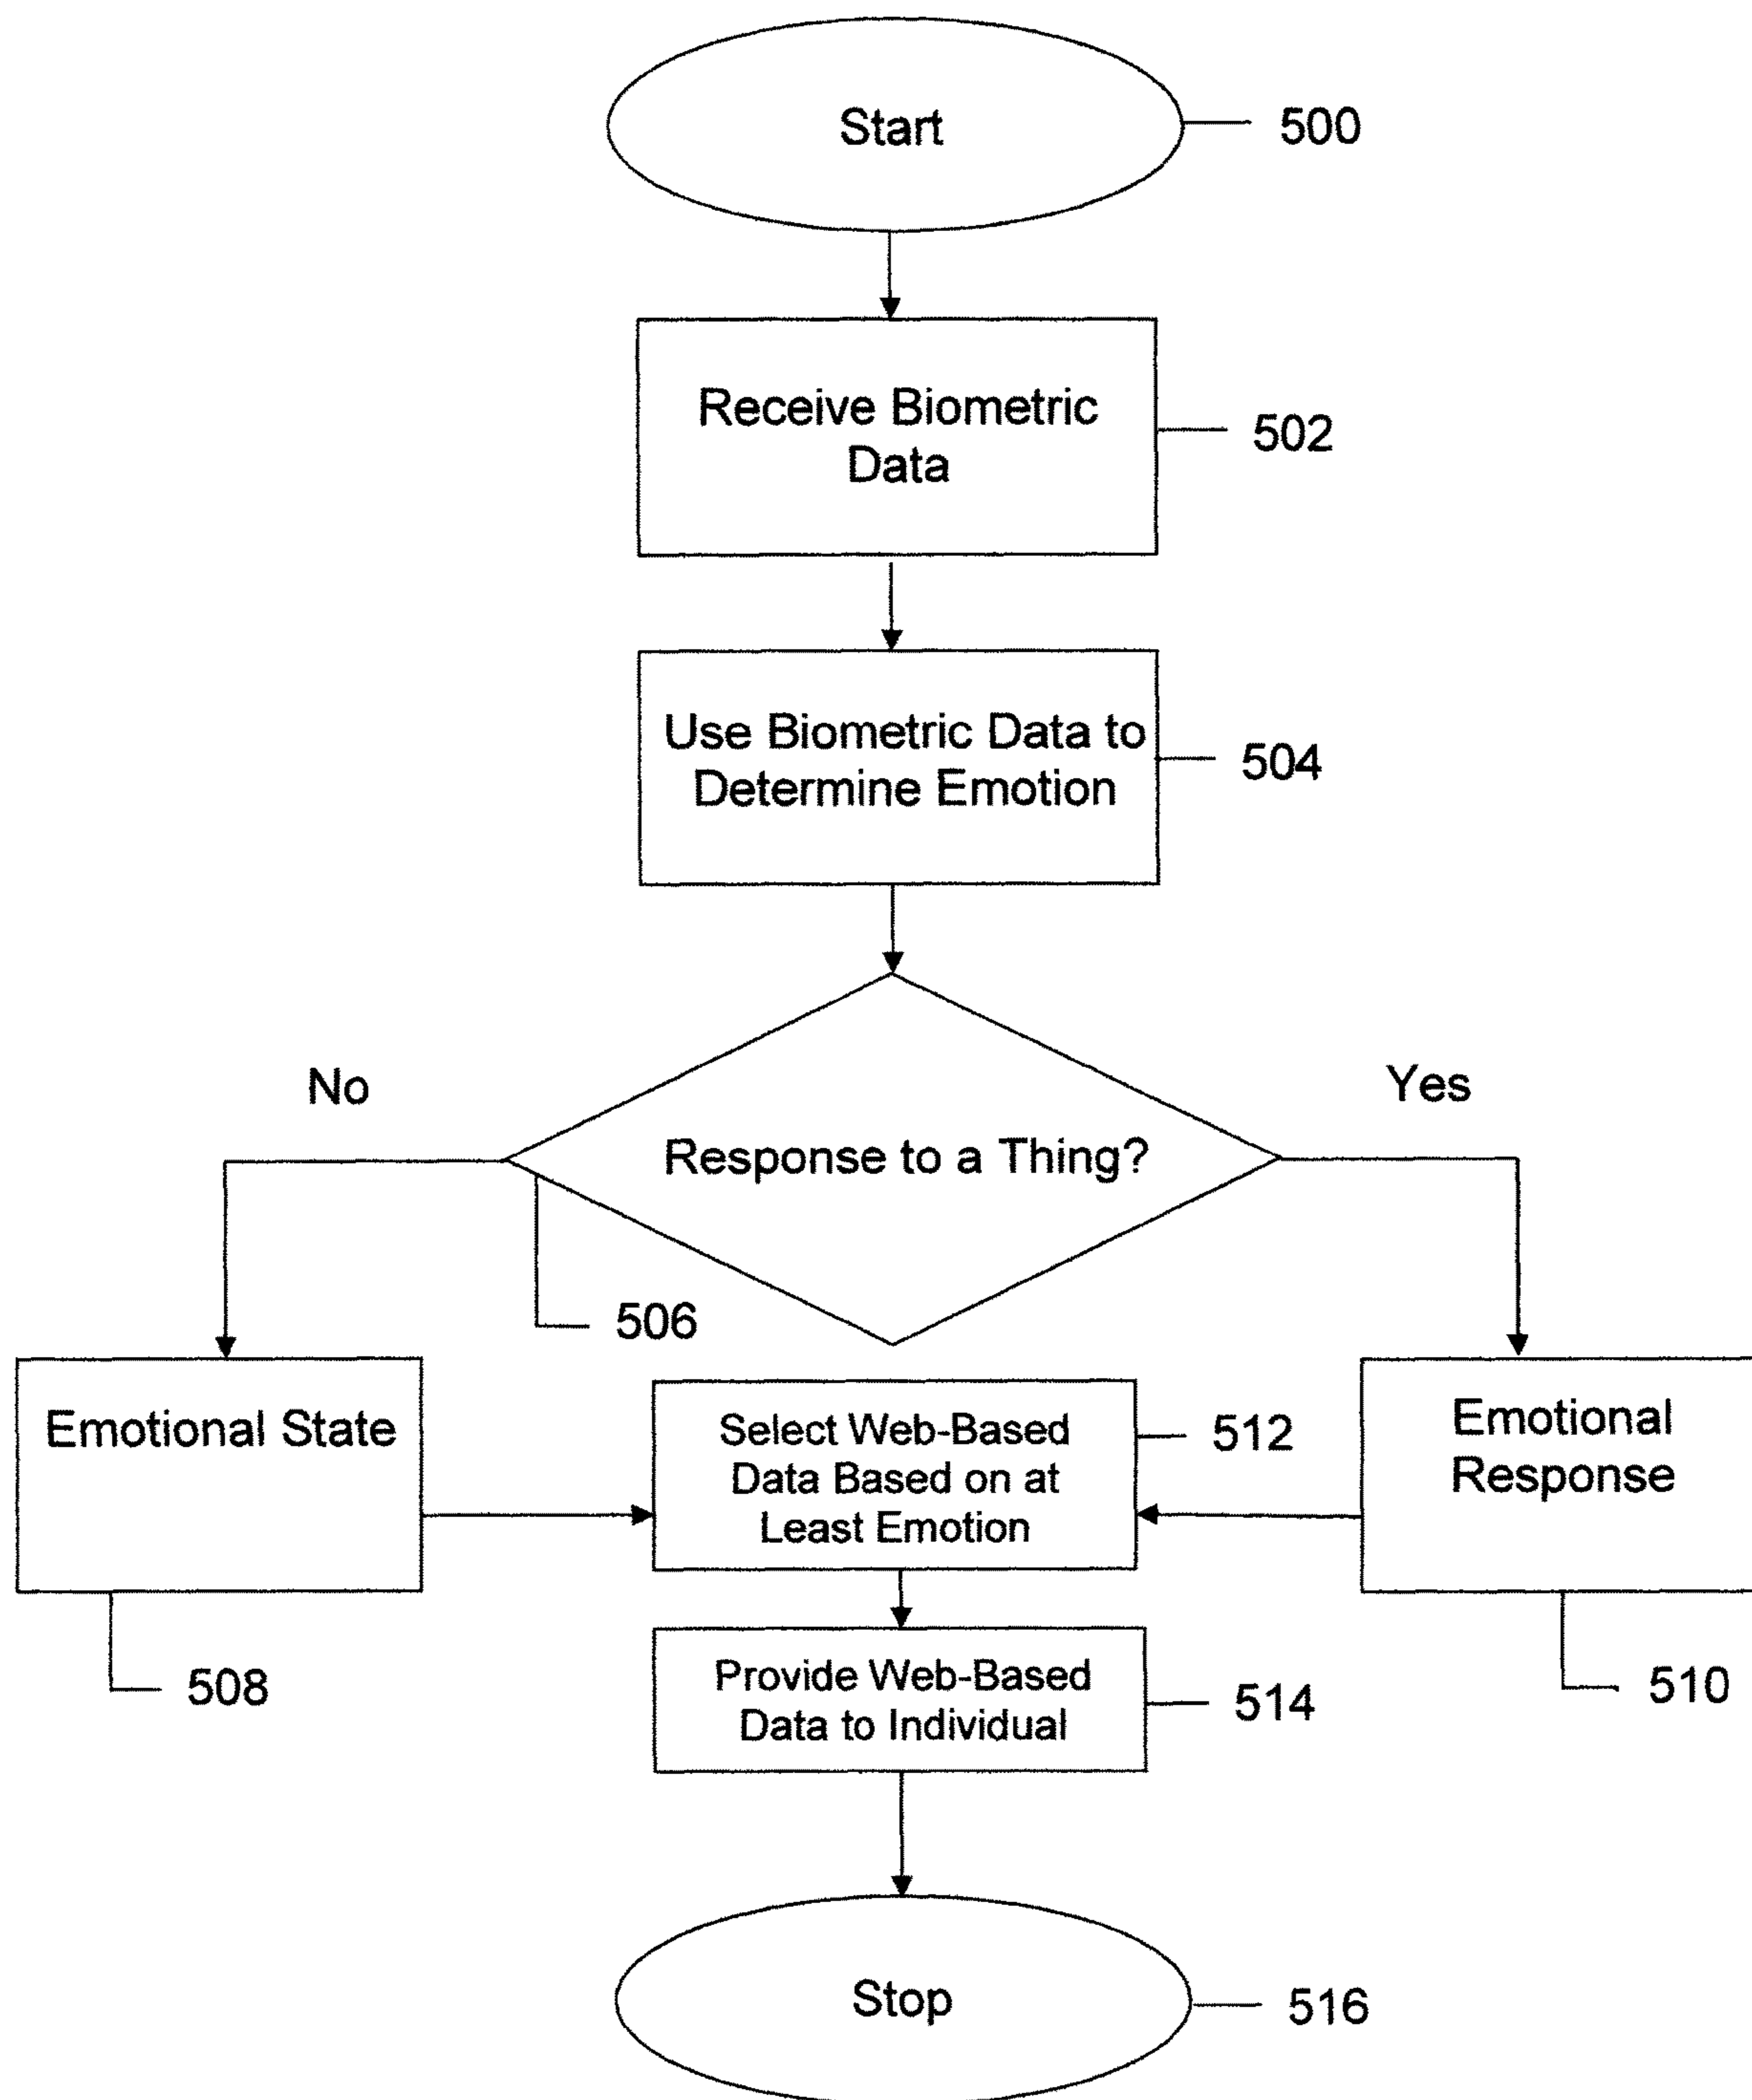 Start
500
Receive Biometric
Data
502
Use Biometric Data to
Determine Emotion
504
No
Yes
Response to a Thing?
506
Emotional State
508
Emotional
Response
510
Select Web-Based
Data Based on at
Least Emotion
512
Provide Web-Based
Data to Individual
514
Stop
516